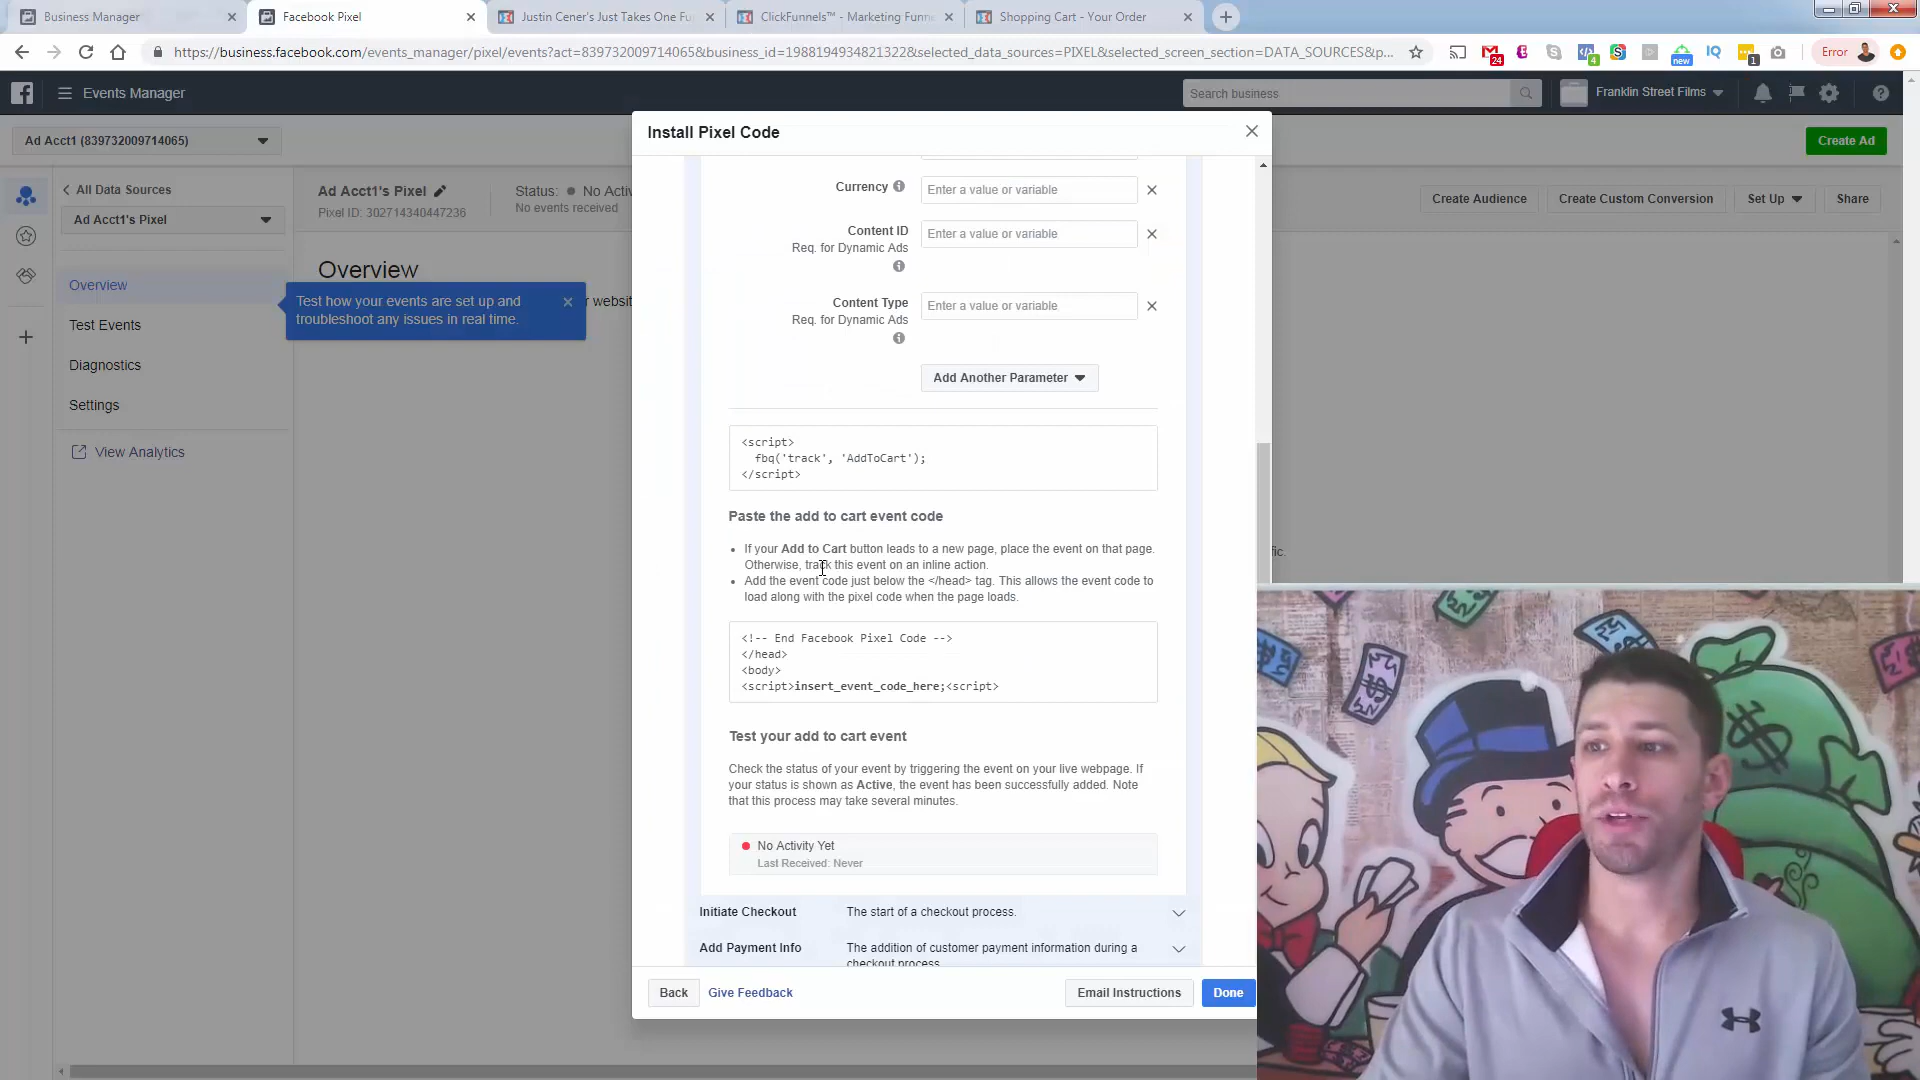 Business Manager
Facebook Pixel
Justin Cener's Just Takes One Fu
ClickFunnels™ - Marketing Funne
Shopping Cart - Your Order
https://business.facebook.com/events_manager/pixel/events?act=839732009714065&business_id=1988194934821322&selected_data_sources=PIXEL&selected_screen_section=DATA_SOURCES&p...
24
4
new
IQ
1
Error
Events Manager
Search business
Franklin Street Films
Ad Acct1 (839732009714065)
Create Ad
All Data Sources
Ad Acct1's Pixel
Ad Acct1's Pixel
Pixel ID: 302714340447236
Status:
No Activ
No events received
Create Audience
Create Custom Conversion
Set Up
Share
Overview
Test Events
Diagnostics
Settings
View Analytics
Overview
r websit
Test how your events are set up and
troubleshoot any issues in real time.
fic.
Install Pixel Code
Currency
Enter a value or variable
Content ID
Req. for Dynamic Ads
Enter a value or variable
Content Type
Req. for Dynamic Ads
Enter a value or variable
Add Another Parameter
<script>
fbq('track', 'AddToCart');
</script>
Paste the add to cart event code
• If your Add to Cart button leads to a new page, place the event on that page.
Otherwise, track this event on an inline action.
• Add the event code just below the </head> tag. This allows the event code to
load along with the pixel code when the page loads.
<!-- End Facebook Pixel Code -->
</head>
<body>
<script>insert_event_code_here;<script>
Test your add to cart event
Check the status of your event by triggering the event on your live webpage. If
your status is shown as Active, the event has been successfully added. Note
that this process may take several minutes.
No Activity Yet
Last Received: Never
Initiate Checkout
The start of a checkout process.
Add Payment Info
The addition of customer payment information during a
checkout process
Back
Give Feedback
Email Instructions
Done